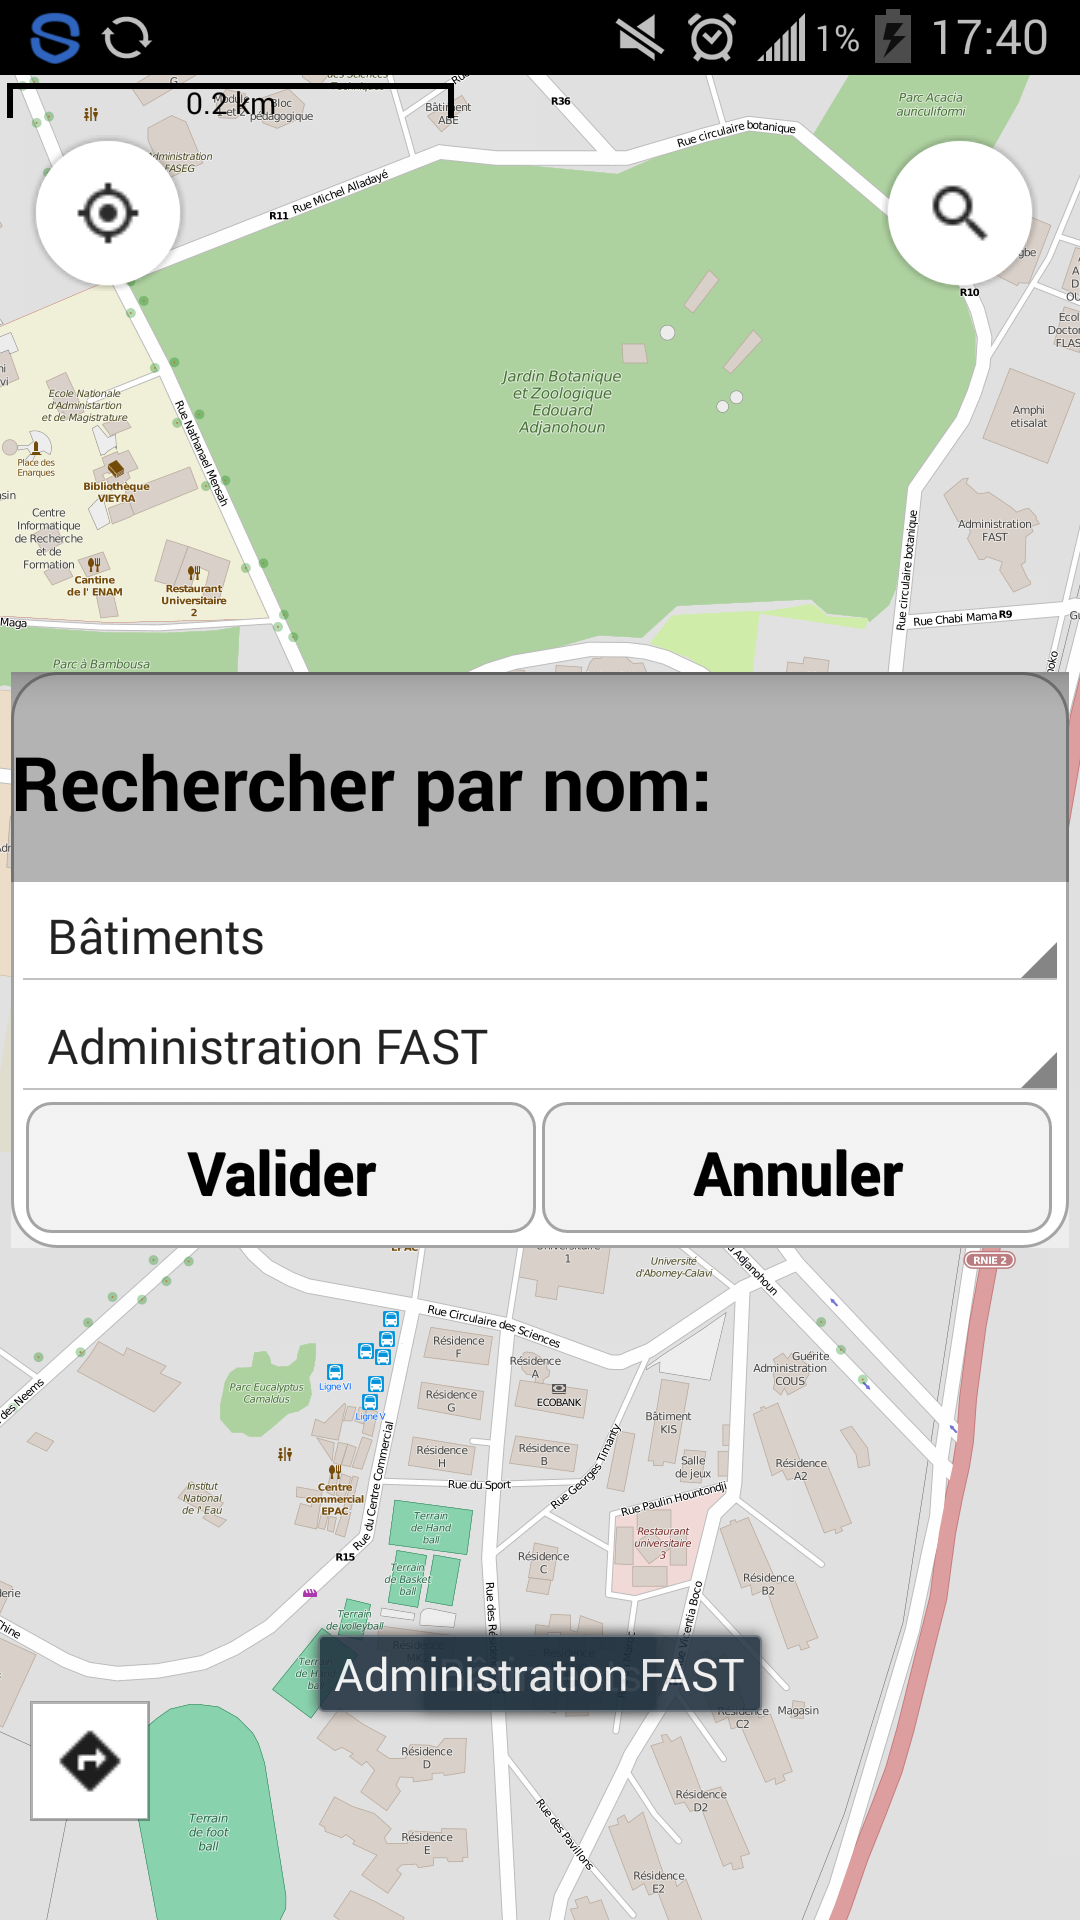 1%
17:40
0.2 km
Bloc
pédagogique
Bâtiment
ABE
R36
Rue circulaire botanique
Parc Acacia
auriculiformi
Administration
FASEG
R11
Rue Michel Alladayé
R10
Ecole Nationale
d'Administartion
et de Magistrature
Rue Nathanael Mensah
Jardin Botanique
et Zoologique
Edouard
Adjanohoun
Amphi
etisalat
Place des
Enarques
Bibliothèque
VIEYRA
Centre
Informatique
de Recherche
et de
Formation
Cantine
de l' ENAM
Restaurant
Universitaire
2
Rue circulaire botanique
Administration
FAST
Maga
Rue Chabi Mama
R9
Parc à Bambousa
Rechercher par nom:
Bâtiments
Administration FAST
Valider
Annuler
EPAC
1
Université
d'Abomey-Calavi
Adjanohoun
RNIE 2
Rue Circulaire des Sciences
Résidence
F
Résidence
A
Guérite
Administration
COUS
Parc Eucalyptus
Camaldus
Ligne VI
Ligne V
Résidence
G
ECOBANK
des Neems
Bâtiment
KIS
Résidence
H
Résidence
B
Salle
de jeux
Résidence
A2
Rue du Centre Commercial
Rue Georges Timanty
Institut
National
de l' Eau
Centre
commercial
EPAC
Rue du Sport
Rue Paulin Hountondji
Terrain
de Hand
ball
Restaurant
universitaire
3
R15
Résidence
C
Terrain
de Basket
ball
Résidence
B2
Terrain
de volleyball
Administration FAST
Résidence
C2
Magasin
Résidence
D
Résidence
D2
Terrain
de foot
ball
Rue des Pavillons
Résidence
E
Résidence
E2